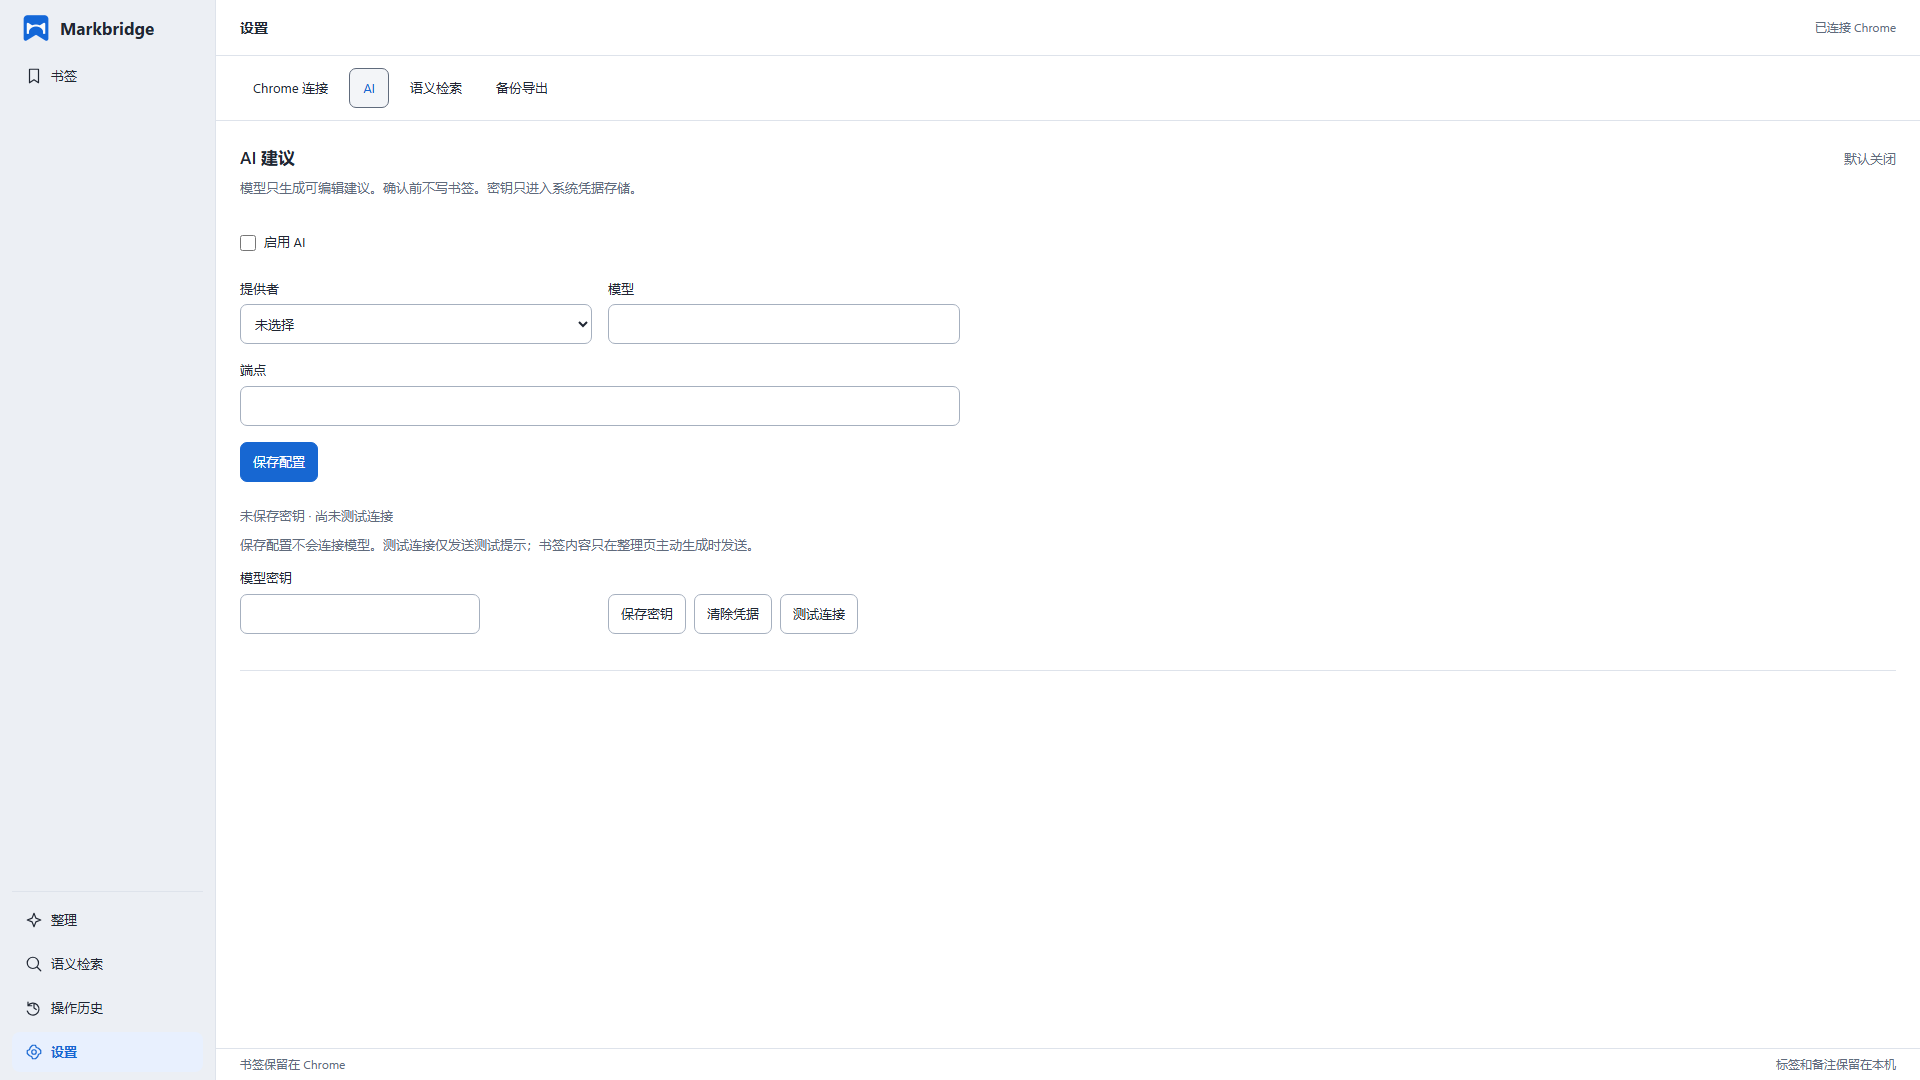 Markbridge
书签
整理
语义检索
操作历史
设置
设置
已连接 Chrome
Chrome 连接
AI
语义检索
备份导出
AI 建议
默认关闭
模型只生成可编辑建议。确认前不写书签。密钥只进入系统凭据存储。
启用 AI
提供者
模型
未选择
端点
保存配置
未保存密钥 · 尚未测试连接
保存配置不会连接模型。测试连接仅发送测试提示；书签内容只在整理页主动生成时发送。
模型密钥
保存密钥
清除凭据
测试连接
书签保留在 Chrome
标签和备注保留在本机